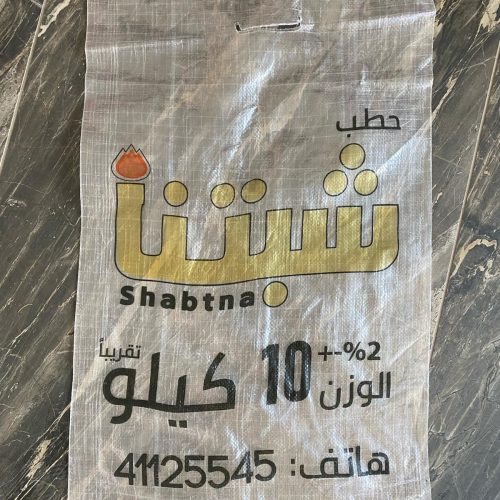 حطب
شبتنا
Shabtna
الوزن 10 كيلو تقريباً
+-%2
هاتف: 41125545